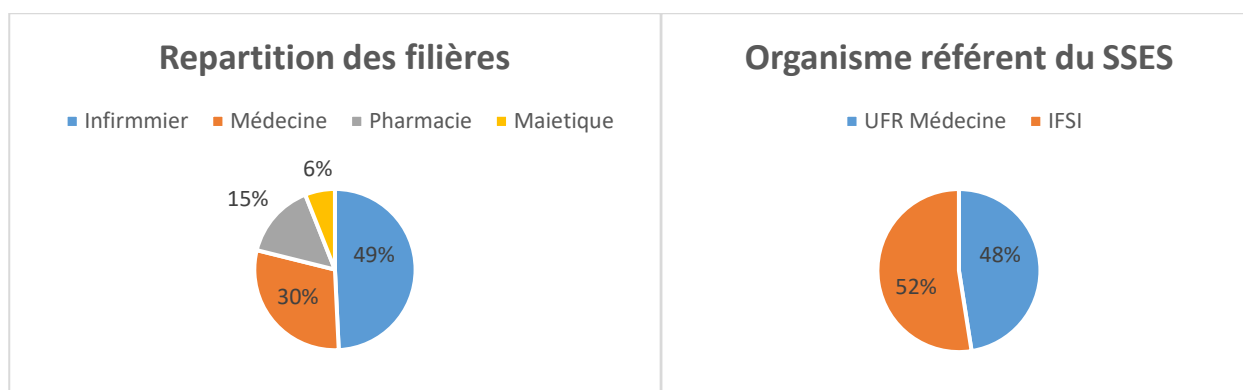 Repartition des filières
Infirmmier Médecine Pharmacie Maietique
6%
15%
49%
30%
Organisme référent du SSES
UFR Médecine IFSI
48%
52%